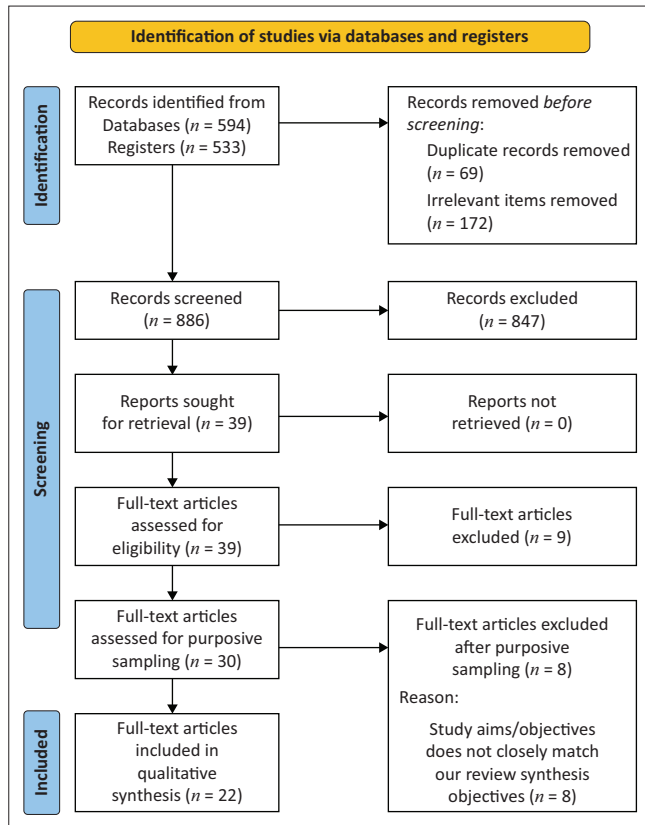 Identification of studies via databases and registers
Identification
Records identified from
Databases (n = 594)
Registers (n = 533)
Records removed before
screening:
Duplicate records removed
(n = 69)
Irrelevant items removed
(n = 172)
Screening
Records screened
(n = 886)
Records excluded
(n = 847)
Reports sought
for retrieval (n = 39)
Reports not
retrieved (n = 0)
Full-text articles
assessed for
eligibility (n = 39)
Full-text articles
excluded (n = 9)
Full-text articles
assessed for purposive
sampling (n = 30)
Full-text articles excluded
after purposive
sampling (n = 8)
Reason:
Study aims/objectives
does not closely match
our review synthesis
objectives (n = 8)
Included
Full-text articles
included in
qualitative
synthesis (n = 22)